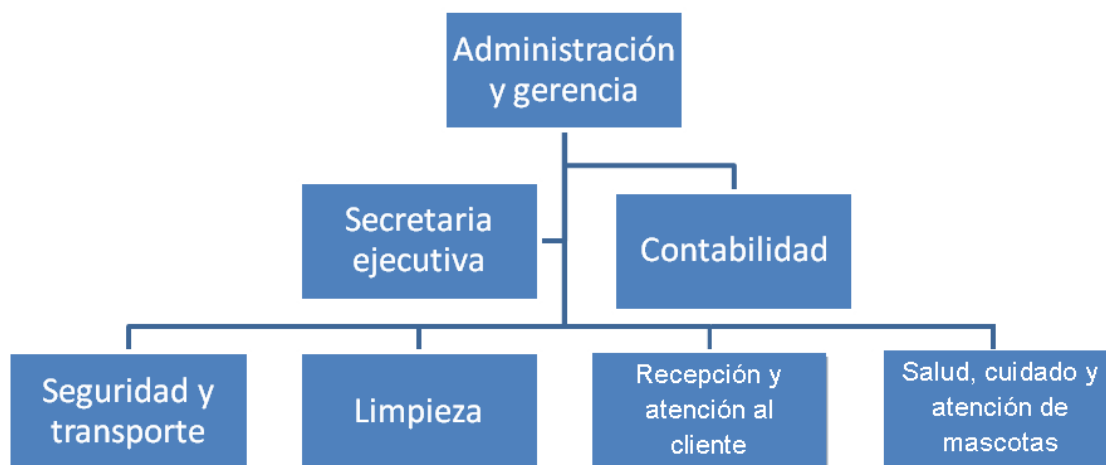 Administración
y gerencia
Secretaria
ejecutiva
Contabilidad
Seguridad y
transporte
Limpieza
Recepción y
atención al
cliente
Salud, cuidado y
atención de
mascotas